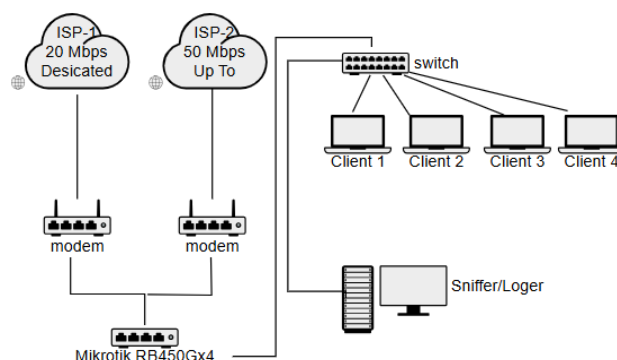 ISP-1
20 Mbps
Desicated
ISP-2
50 Mbps
Up To
switch
Client 1
Client 2
Client 3
Client 4
modem
modem
Sniffer/Loger
Mikrotik RB450Gx4